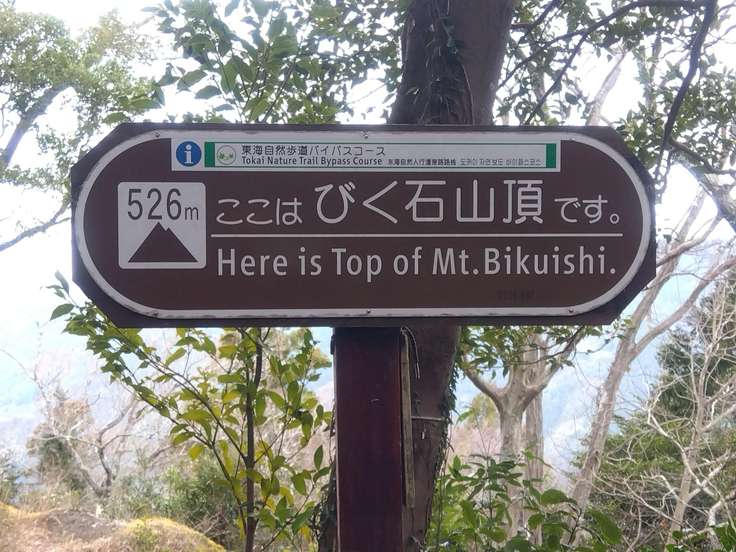 i 東海自然歩道バイパスコース
Tokai Nature Trail Bypass Course
526m ここは びく石山頂 です。
Here is Top of Mt. Bikuishi.